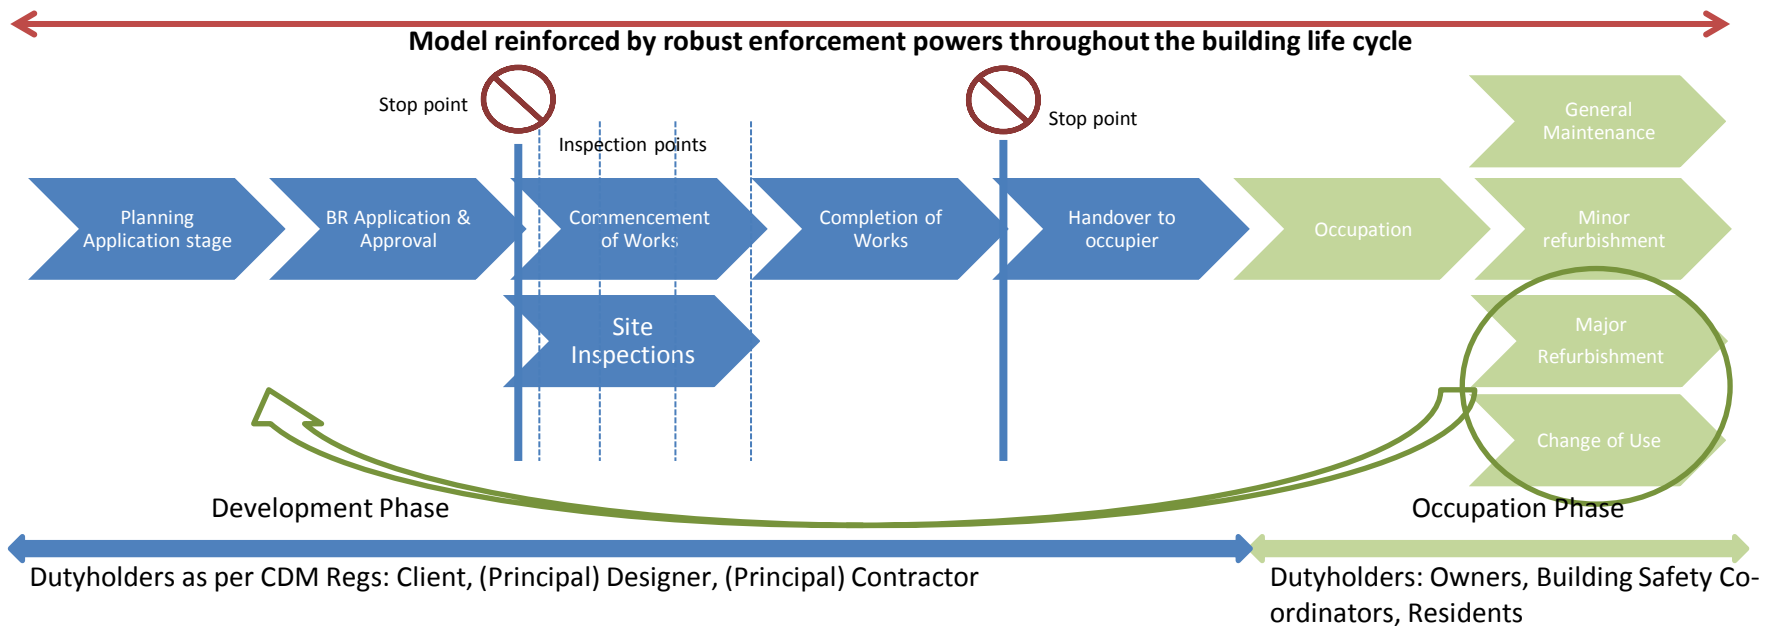 Model reinforced by robust enforcement powers throughout the building life cycle
Stop point
Stop point
Inspection points
General
Maintenance
Planning
Application stage
BR Application &
Approval
Commencement
of Works
Completion of
Works
Handover to
occupier
Occupation
Minor
refurbishment
Site
Inspections
Major
Refurbishment
Change of Use
Development Phase
Occupation Phase
Dutyholders as per CDM Regs: Client, (Principal) Designer, (Principal) Contractor
Dutyholders: Owners, Building Safety Co-
ordinators, Residents